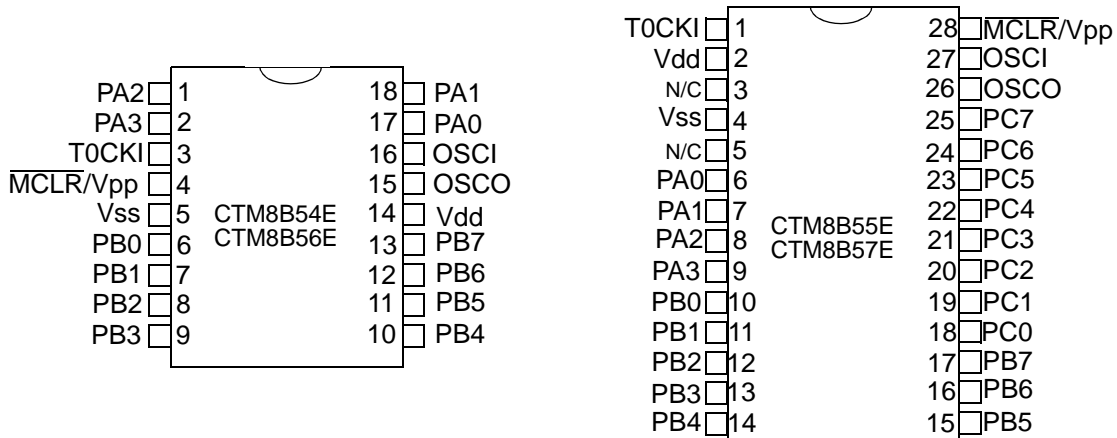 PA2 1 18 PA1
PA3 2 17 PA0
T0CKI 3 16 OSCI
MCLR/Vpp 4 15 OSCO
Vss 5 14 Vdd
PB0 6 13 PB7
PB1 7 12 PB6
PB2 8 11 PB5
PB3 9 10 PB4
CTM8B54E
CTM8B56E
T0CKI 1 28 MCLR/Vpp
Vdd 2 27 OSCI
N/C 3 26 OSCO
Vss 4 25 PC7
N/C 5 24 PC6
PA0 6 23 PC5
PA1 7 22 PC4
PA2 8 21 PC3
PA3 9 20 PC2
PB0 10 19 PC1
PB1 11 18 PC0
PB2 12 17 PB7
PB3 13 16 PB6
PB4 14 15 PB5
CTM8B55E
CTM8B57E